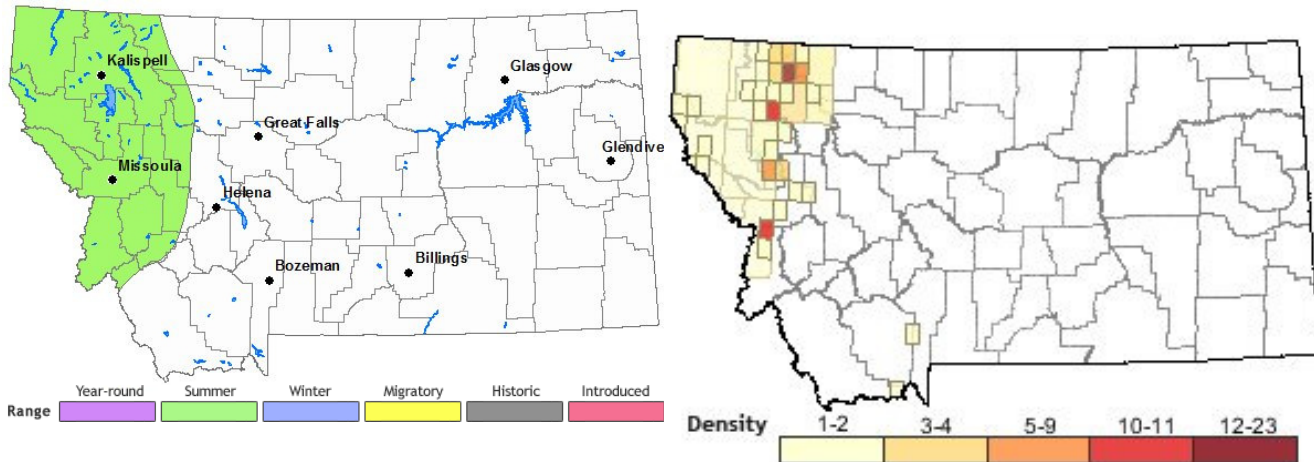 Kalispell
Glasgow
Great Falls
Glendive
Missoula
Helena
Bozeman
Billings
Year-round Summer Winter Migratory Historic Introduced
Range
Density 1-2 3-4 5-9 10-11 12-23